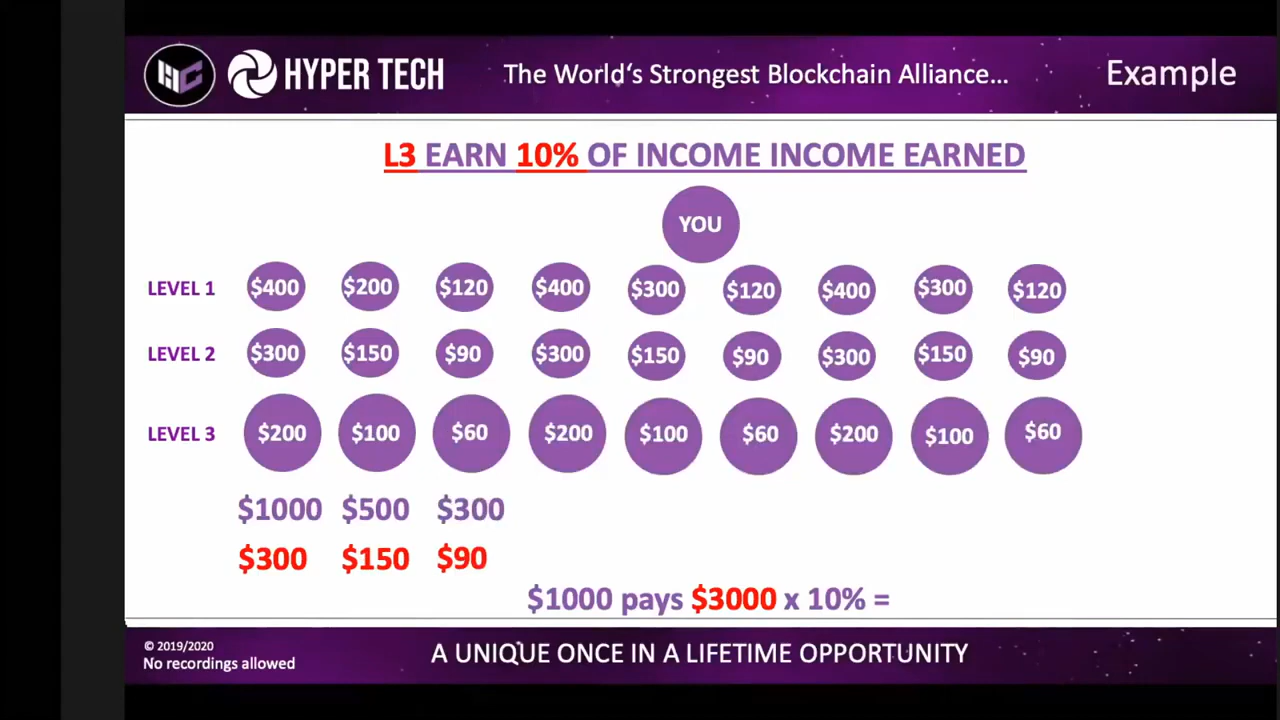 HC HYPER TECH The World's Strongest Blockchain Alliance... Example
L3 EARN 10% OF INCOME INCOME EARNED
YOU
LEVEL 1 $400 $200 $120 $400 $300 $120 $400 $300 $120
LEVEL 2 $300 $150 $90 $300 $150 $90 $300 $150 $90
LEVEL 3 $200 $100 $60 $200 $100 $60 $200 $100 $60
$1000 $500 $300
$300 $150 $90
$1000 pays $3000 x 10% =
© 2019/2020
No recordings allowed
A UNIQUE ONCE IN A LIFETIME OPPORTUNITY